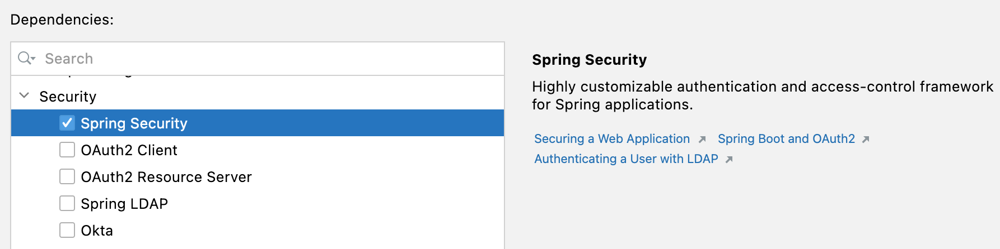 Dependencies:
Search
Security
Spring Security
OAuth2 Client
OAuth2 Resource Server
Spring LDAP
Okta
Spring Security
Highly customizable authentication and access-control framework
for Spring applications.
Securing a Web Application Spring Boot and OAuth2
Authenticating a User with LDAP